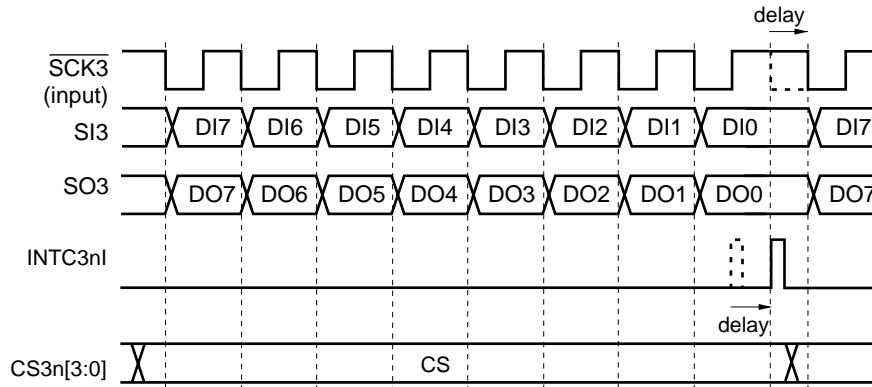 delay
SCK3
(input)
SI3 DI7 DI6 DI5 DI4 DI3 DI2 DI1 DI0 DI7
SO3 DO7 DO6 DO5 DO4 DO3 DO2 DO1 DO0 DO7
INTC3nI
delay
CS3n[3:0] CS